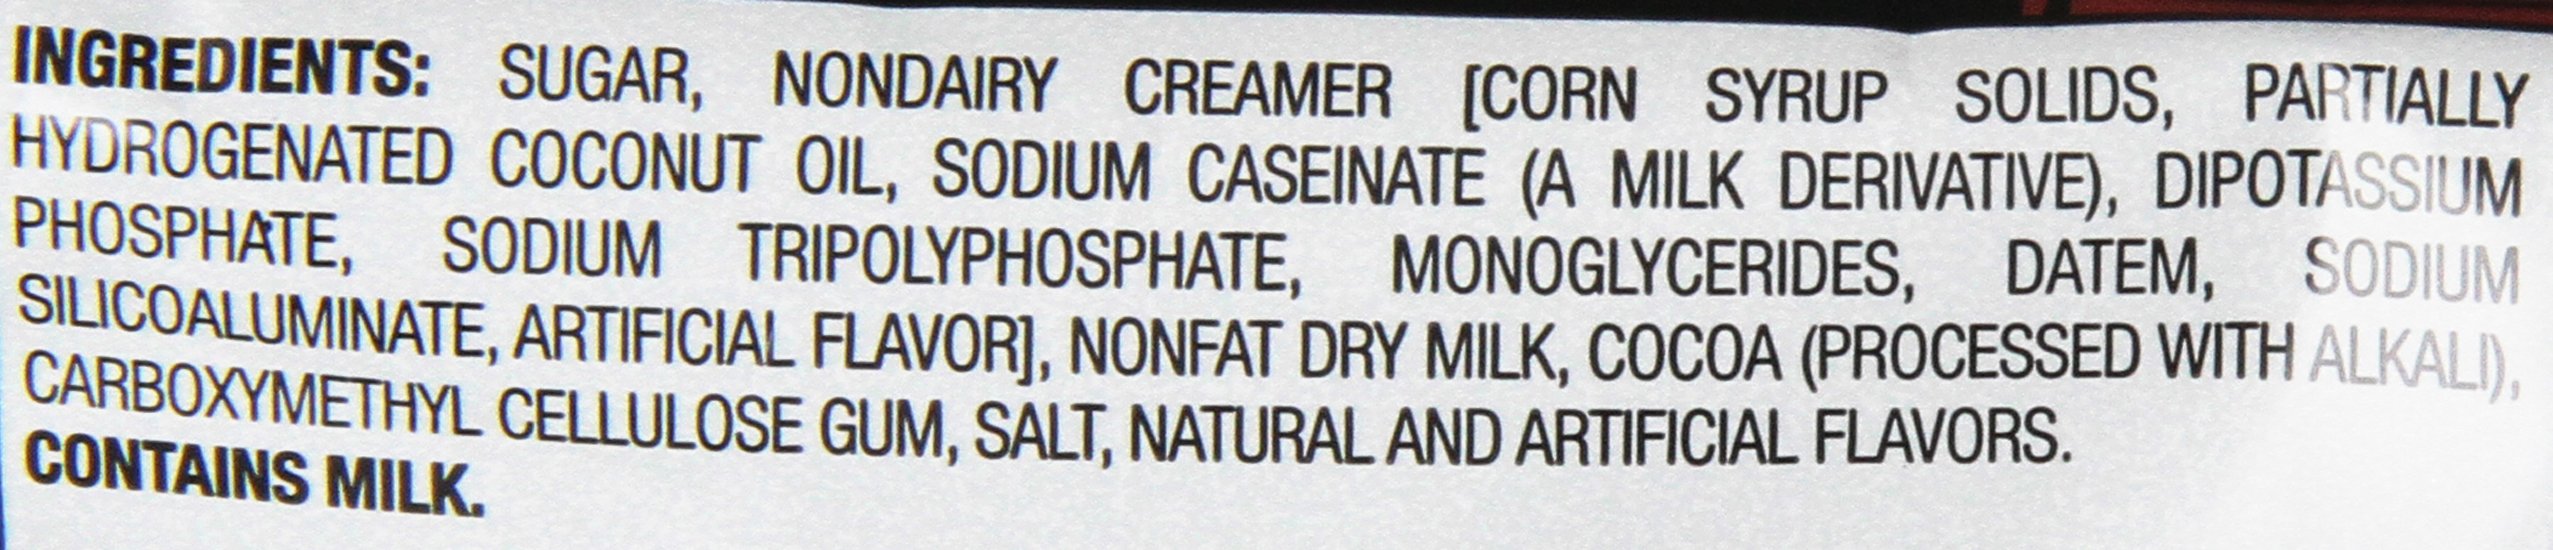 INGREDIENTS: SUGAR, NONDAIRY CREAMER [CORN SYRUP SOLIDS, PARTIALLY
HYDROGENATED COCONUT OIL, SODIUM CASEINATE (A MILK DERIVATIVE), DIPOTASSIUM
PHOSPHATE, SODIUM TRIPOLYPHOSPHATE, MONOGLYCERIDES, DATEM, SODIUM
SILICOALUMINATE, ARTIFICIAL FLAVOR], NONFAT DRY MILK, COCOA (PROCESSED WITH ALKALI),
CARBOXYMETHYL CELLULOSE GUM, SALT, NATURAL AND ARTIFICIAL FLAVORS.
CONTAINS MILK.